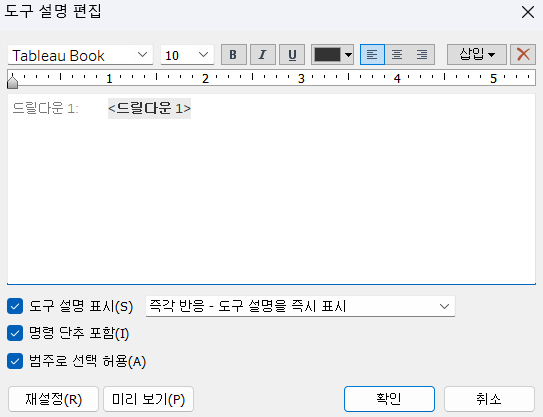 도구 설명 편집
Tableau Book 10 B I U 삽입
1 2 3 4 5
드릴다운 1: <드릴다운 1>
도구 설명 표시(S) 즉각 반응 - 도구 설명을 즉시 표시
명령 단추 포함(I)
범주로 선택 허용(A)
재설정(R) 미리 보기(P) 확인 취소